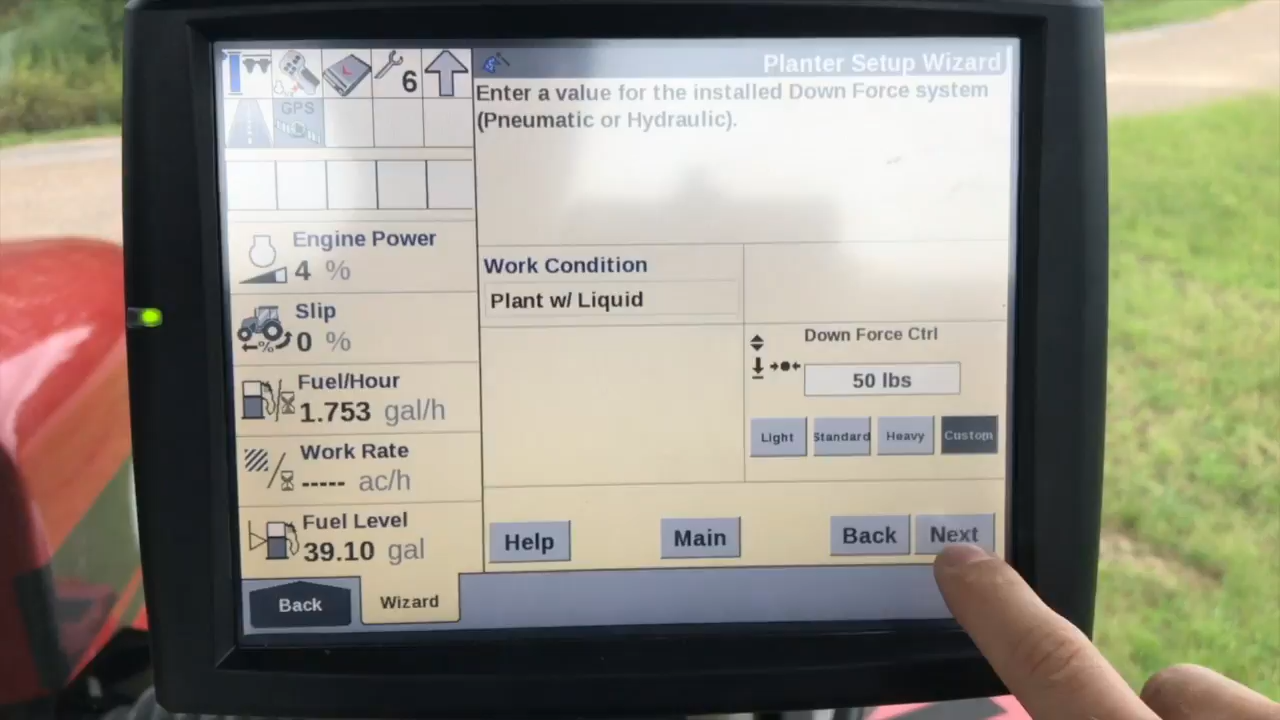 6
GPS
Planter Setup Wizard
Enter a value for the installed Down Force system
(Pneumatic or Hydraulic).
Engine Power
4 %
Slip
0 %
Fuel/Hour
1.753 gal/h
Work Rate
----- ac/h
Fuel Level
39.10 gal
Work Condition
Plant w/ Liquid
Down Force Ctrl
50 lbs
Light Standard Heavy Custom
Help Main Back Next
Back Wizard